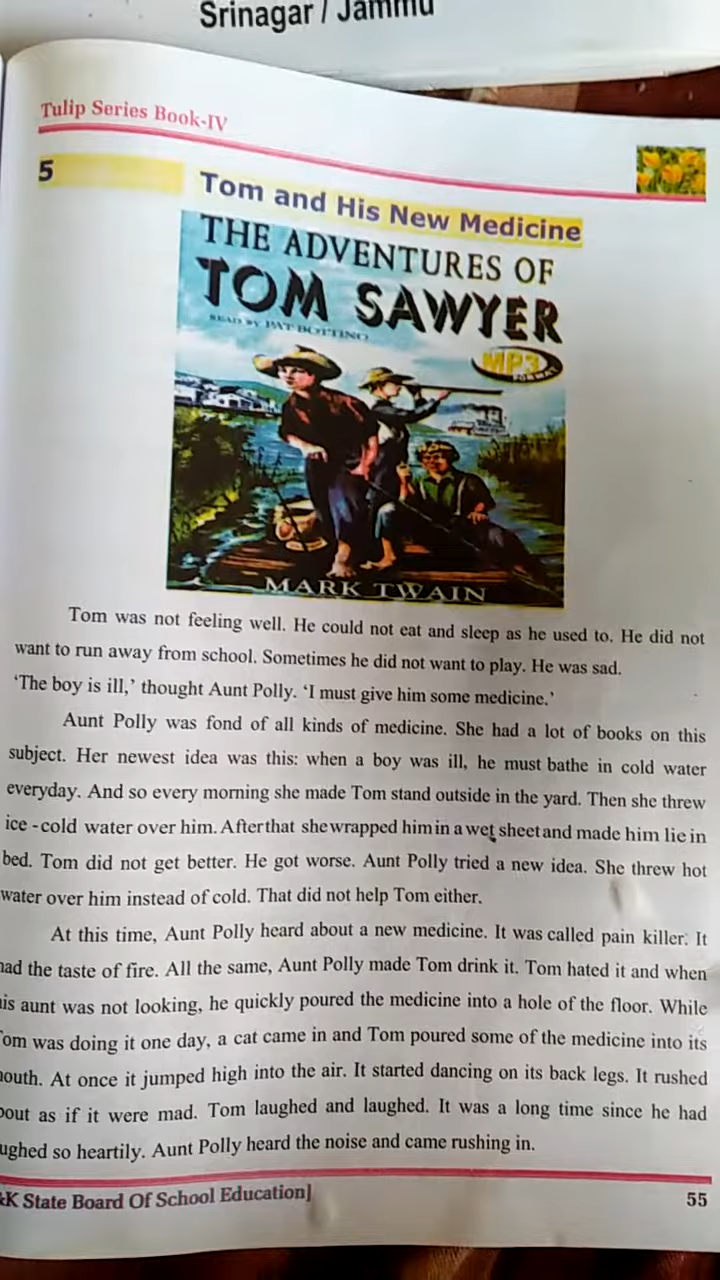 Srinagar / Jammu
Tulip Series Book-IV
5
Tom and His New Medicine
THE ADVENTURES OF
TOM SAWYER
READ BY PAT BOTTINO
MP3
FORMAT
MARK TWAIN
Tom was not feeling well. He could not eat and sleep as he used to. He did not
want to run away from school. Sometimes he did not want to play. He was sad.
‘The boy is ill,’ thought Aunt Polly. ‘I must give him some medicine.’
Aunt Polly was fond of all kinds of medicine. She had a lot of books on this
subject. Her newest idea was this: when a boy was ill, he must bathe in cold water
everyday. And so every morning she made Tom stand outside in the yard. Then she threw
ice -cold water over him. After that she wrapped him in a wet sheet and made him lie in
bed. Tom did not get better. He got worse. Aunt Polly tried a new idea. She threw hot
water over him instead of cold. That did not help Tom either.
At this time, Aunt Polly heard about a new medicine. It was called pain killer. It
had the taste of fire. All the same, Aunt Polly made Tom drink it. Tom hated it and when
his aunt was not looking, he quickly poured the medicine into a hole of the floor. While
Tom was doing it one day, a cat came in and Tom poured some of the medicine into its
mouth. At once it jumped high into the air. It started dancing on its back legs. It rushed
bout as if it were mad. Tom laughed and laughed. It was a long time since he had
ughed so heartily. Aunt Polly heard the noise and came rushing in.
&K State Board Of School Education]
55